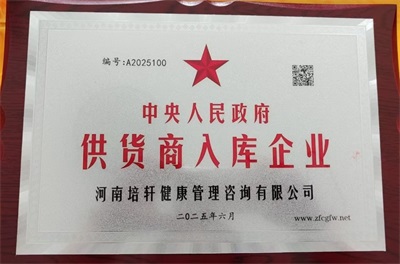 编号:A2025100
中央人民政府
供货商入库企业
河南培轩健康管理咨询有限公司
二〇二五年六月
www.zfcgfw.net